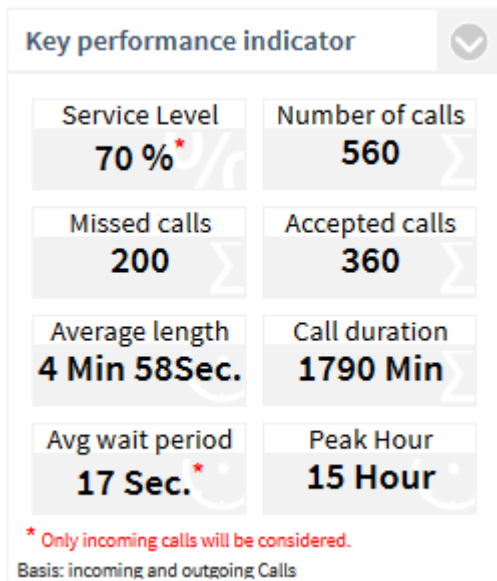 Key performance indicator
Service Level Number of calls
70 %* 560
Missed calls Accepted calls
200 360
Average length Call duration
4 Min 58Sec. 1790 Min
Avg wait period Peak Hour
17 Sec.* 15 Hour
* Only incoming calls will be considered.
Basis: incoming and outgoing Calls